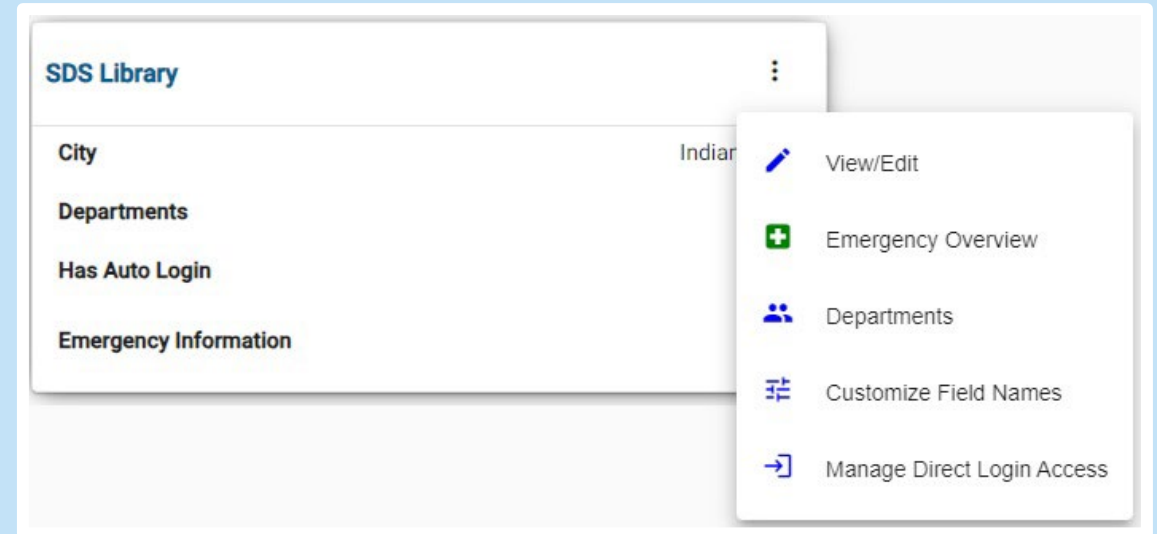 SDS Library
City
Departments
Has Auto Login
Emergency Information
View/Edit
Emergency Overview
Departments
Customize Field Names
Manage Direct Login Access